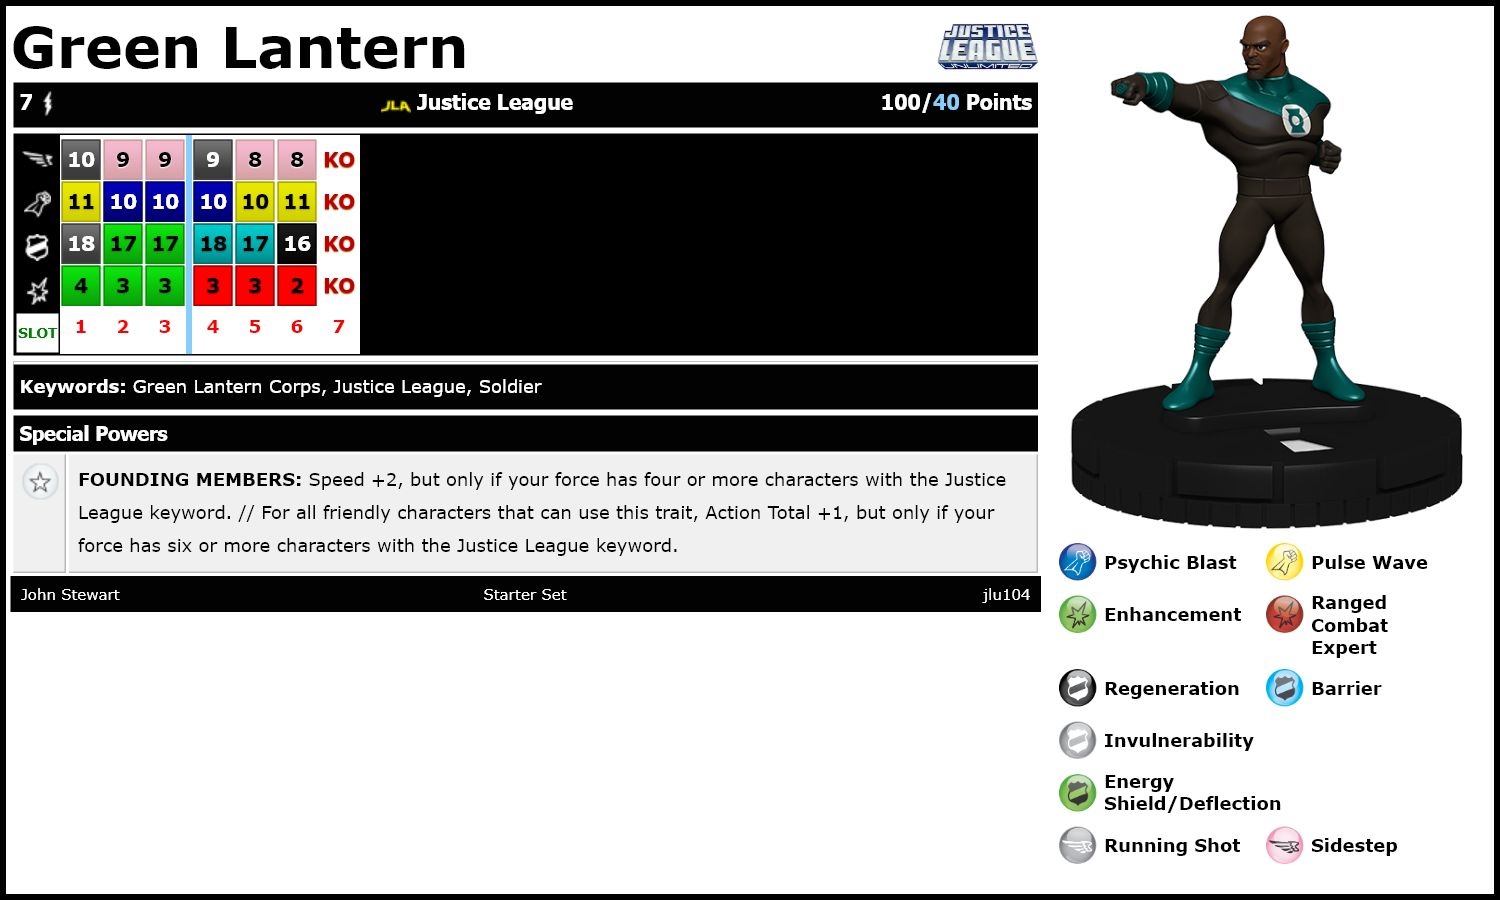 Green Lantern
JUSTICE
LEAGUE
UNLIMITED
7 JLA Justice League 100/40 Points
10 9 9 9 8 8 KO
11 10 10 10 10 11 KO
18 17 17 18 17 16 KO
4 3 3 3 3 2 KO
SLOT 1 2 3 4 5 6 7
Keywords: Green Lantern Corps, Justice League, Soldier
Special Powers
FOUNDING MEMBERS: Speed +2, but only if your force has four or more characters with the Justice
League keyword. // For all friendly characters that can use this trait, Action Total +1, but only if your
force has six or more characters with the Justice League keyword.
John Stewart Starter Set jlu104
Psychic Blast Pulse Wave
Enhancement Ranged
Combat
Expert
Regeneration Barrier
Invulnerability
Energy
Shield/Deflection
Running Shot Sidestep